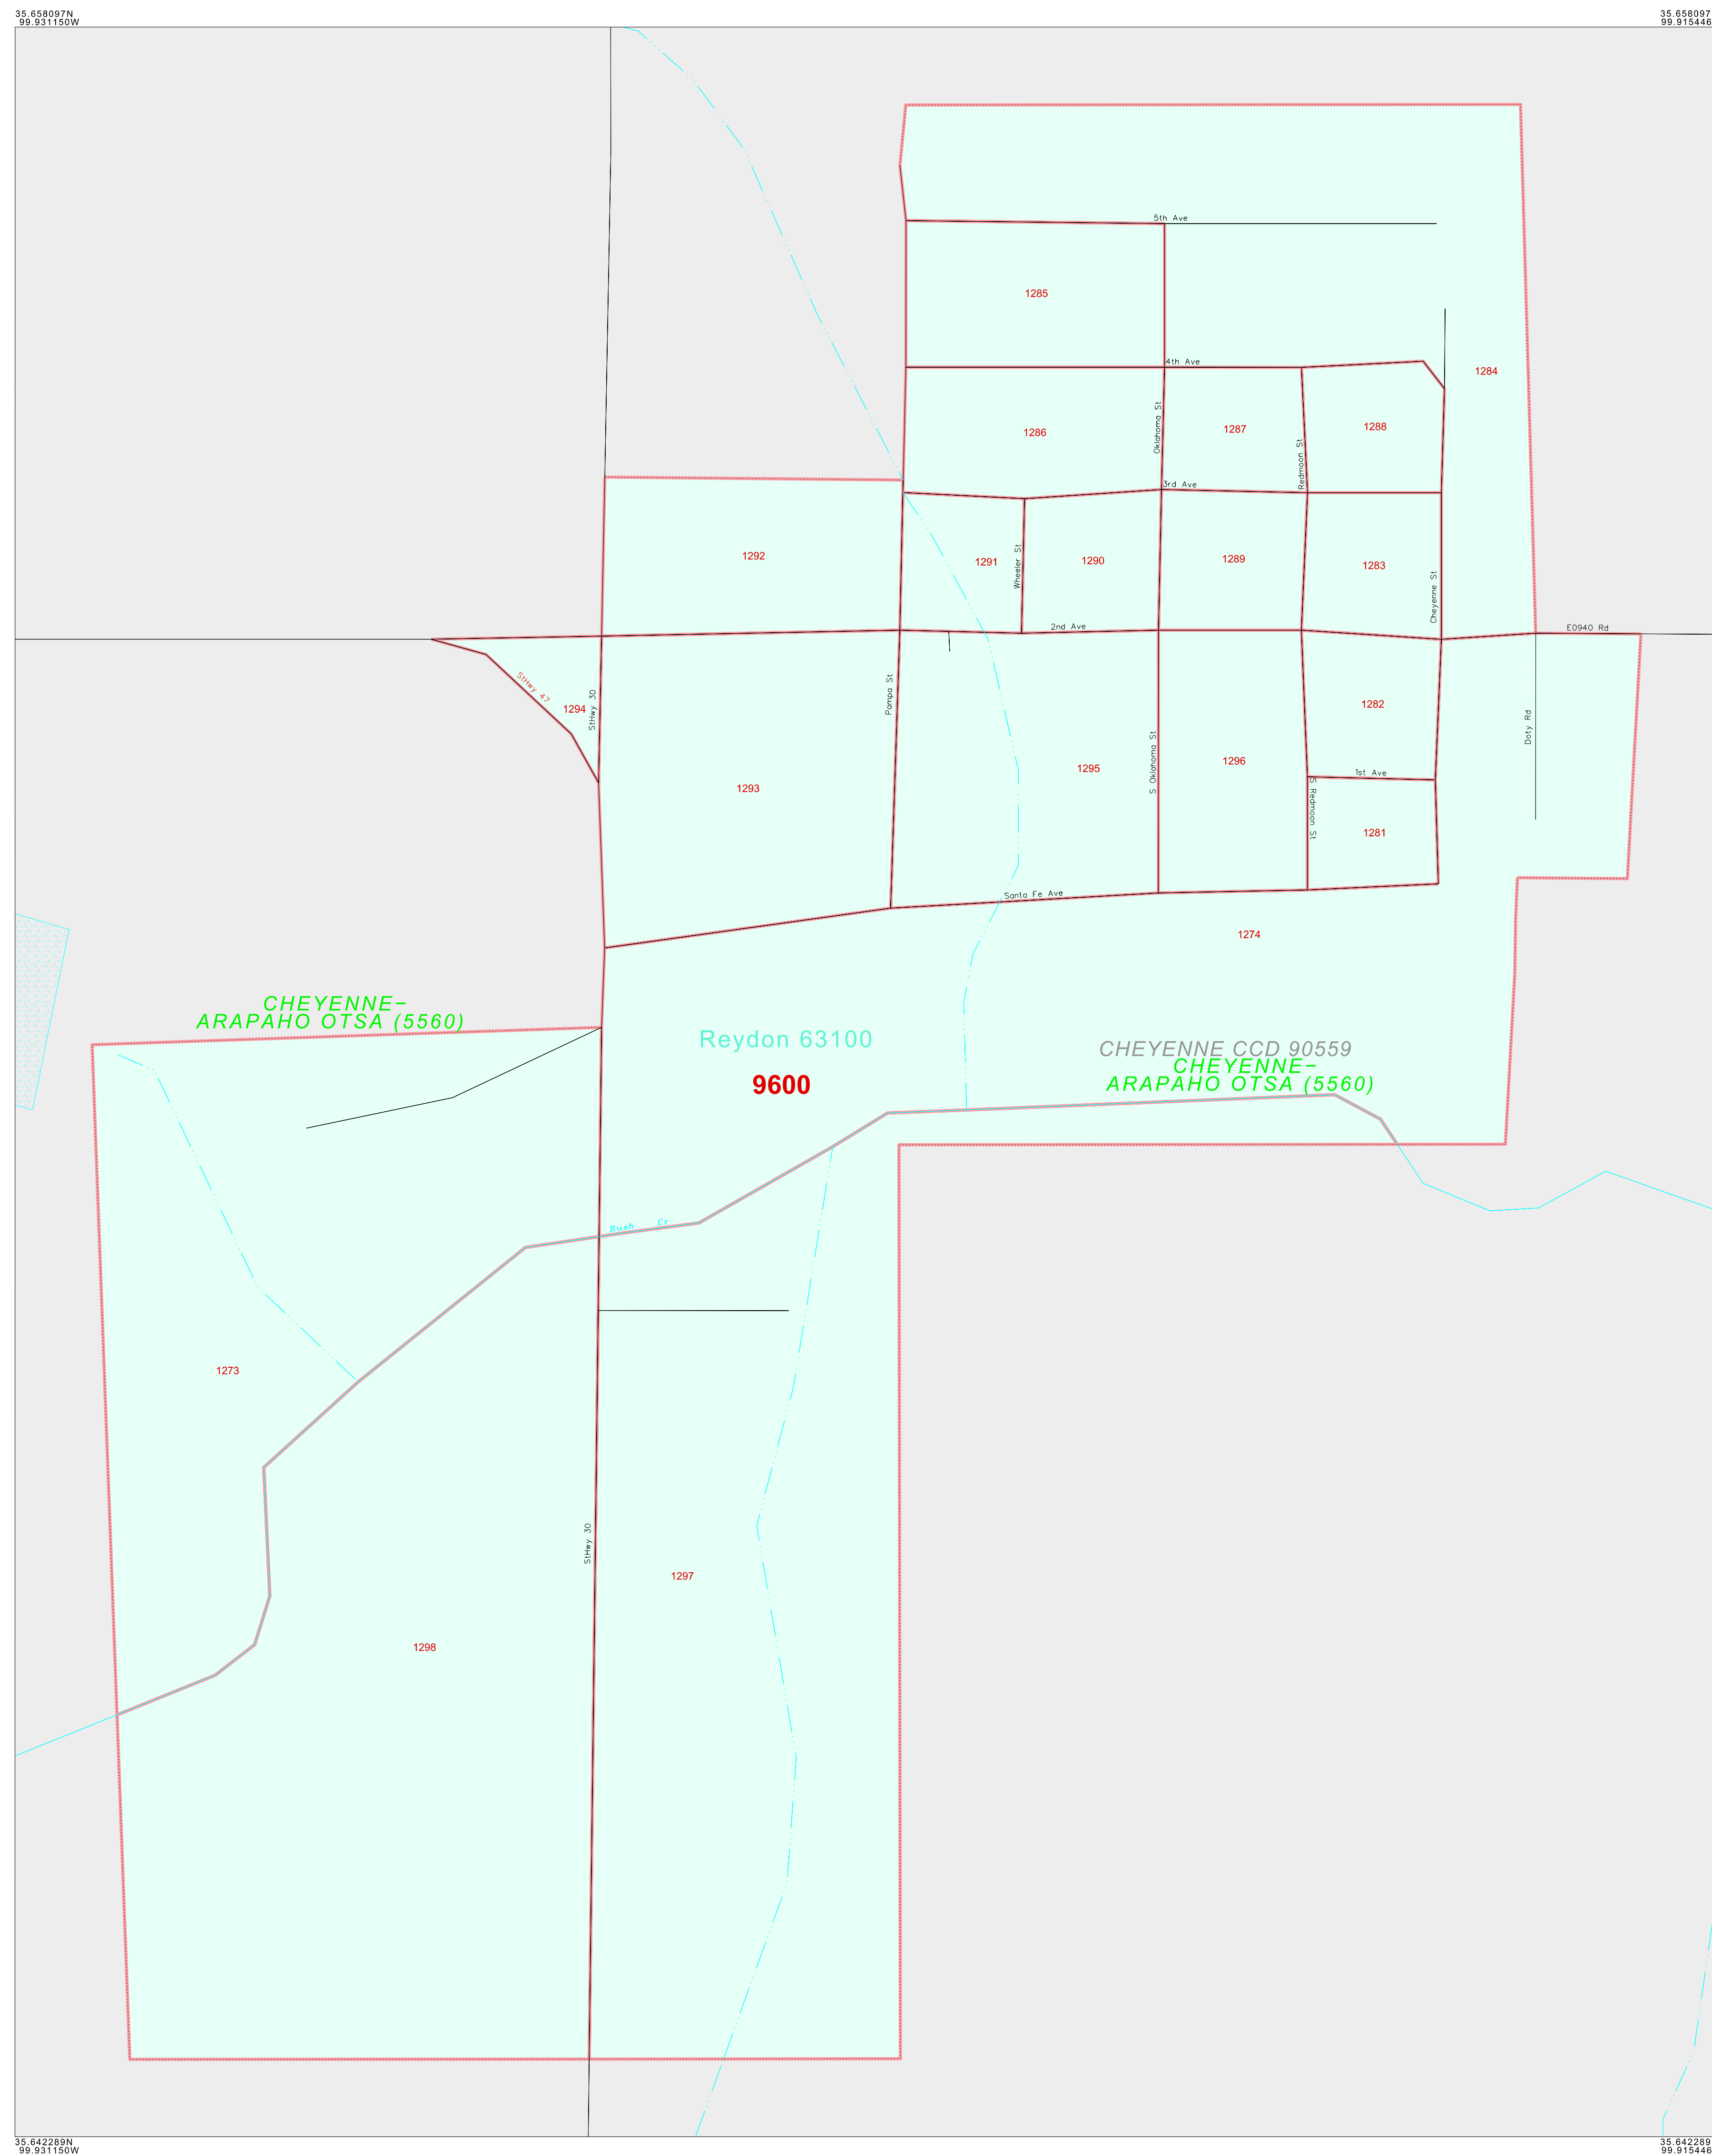 35.658097N
99.931150W
35.658097
99.915446
5th Ave
1285
4th Ave
1284
Oklahoma St
1286
1287
1288
Redmoon St
3rd Ave
1292
1291
Wheeler St
1290
1289
1283
Cheyenne St
2nd Ave
E0940 Rd
StHwy 47
1294
StHwy 30
Pampa St
1282
Doty Rd
1293
1295
S Oklahoma St
1296
1st Ave
S Redmoon St
1281
Santa Fe Ave
1274
CHEYENNE-
ARAPAHO OTSA (5560)
Reydon 63100
9600
CHEYENNE CCD 90559
CHEYENNE-
ARAPAHO OTSA (5560)
Rush Cr
1273
StHwy 30
1297
1298
35.642289N
99.931150W
35.642289
99.915446